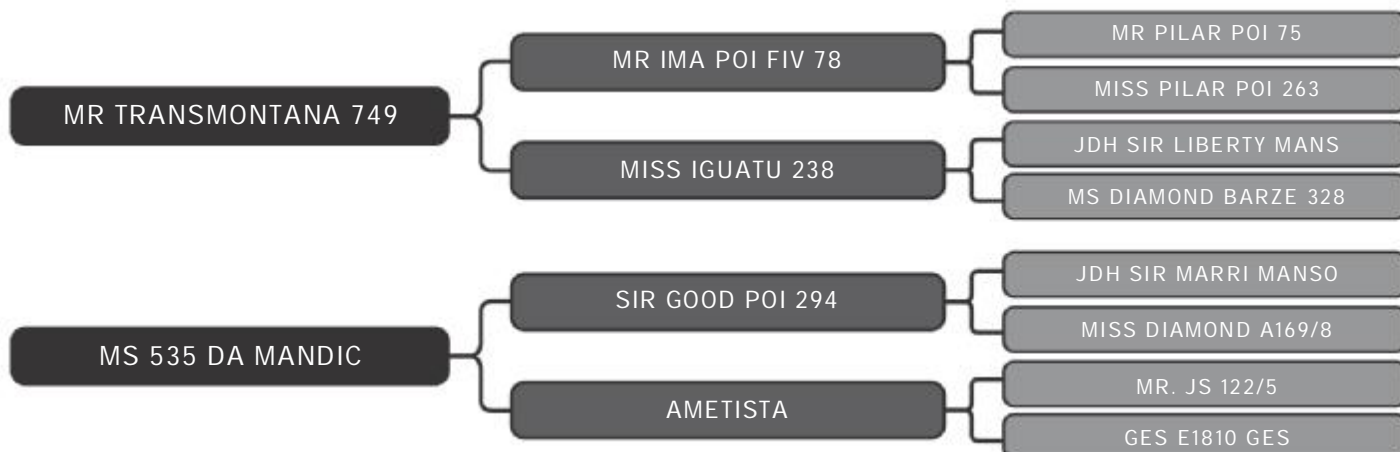 MR TRANSMONTANA 749
MR IMA POI FIV 78
MR PILAR POI 75
MISS PILAR POI 263
MISS IGUATU 238
JDH SIR LIBERTY MANS
MS DIAMOND BARZE 328
MS 535 DA MANDIC
SIR GOOD POI 294
JDH SIR MARRI MANSO
MISS DIAMOND A169/8
AMETISTA
MR. JS 122/5
GES E1810 GES